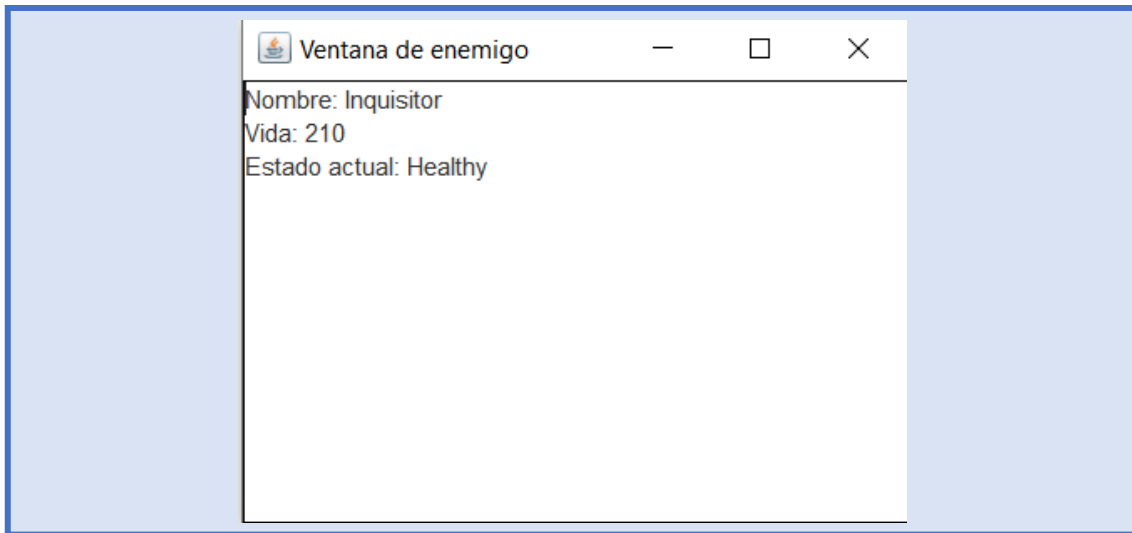 Ventana de enemigo
Nombre: Inquisitor
Vida: 210
Estado actual: Healthy